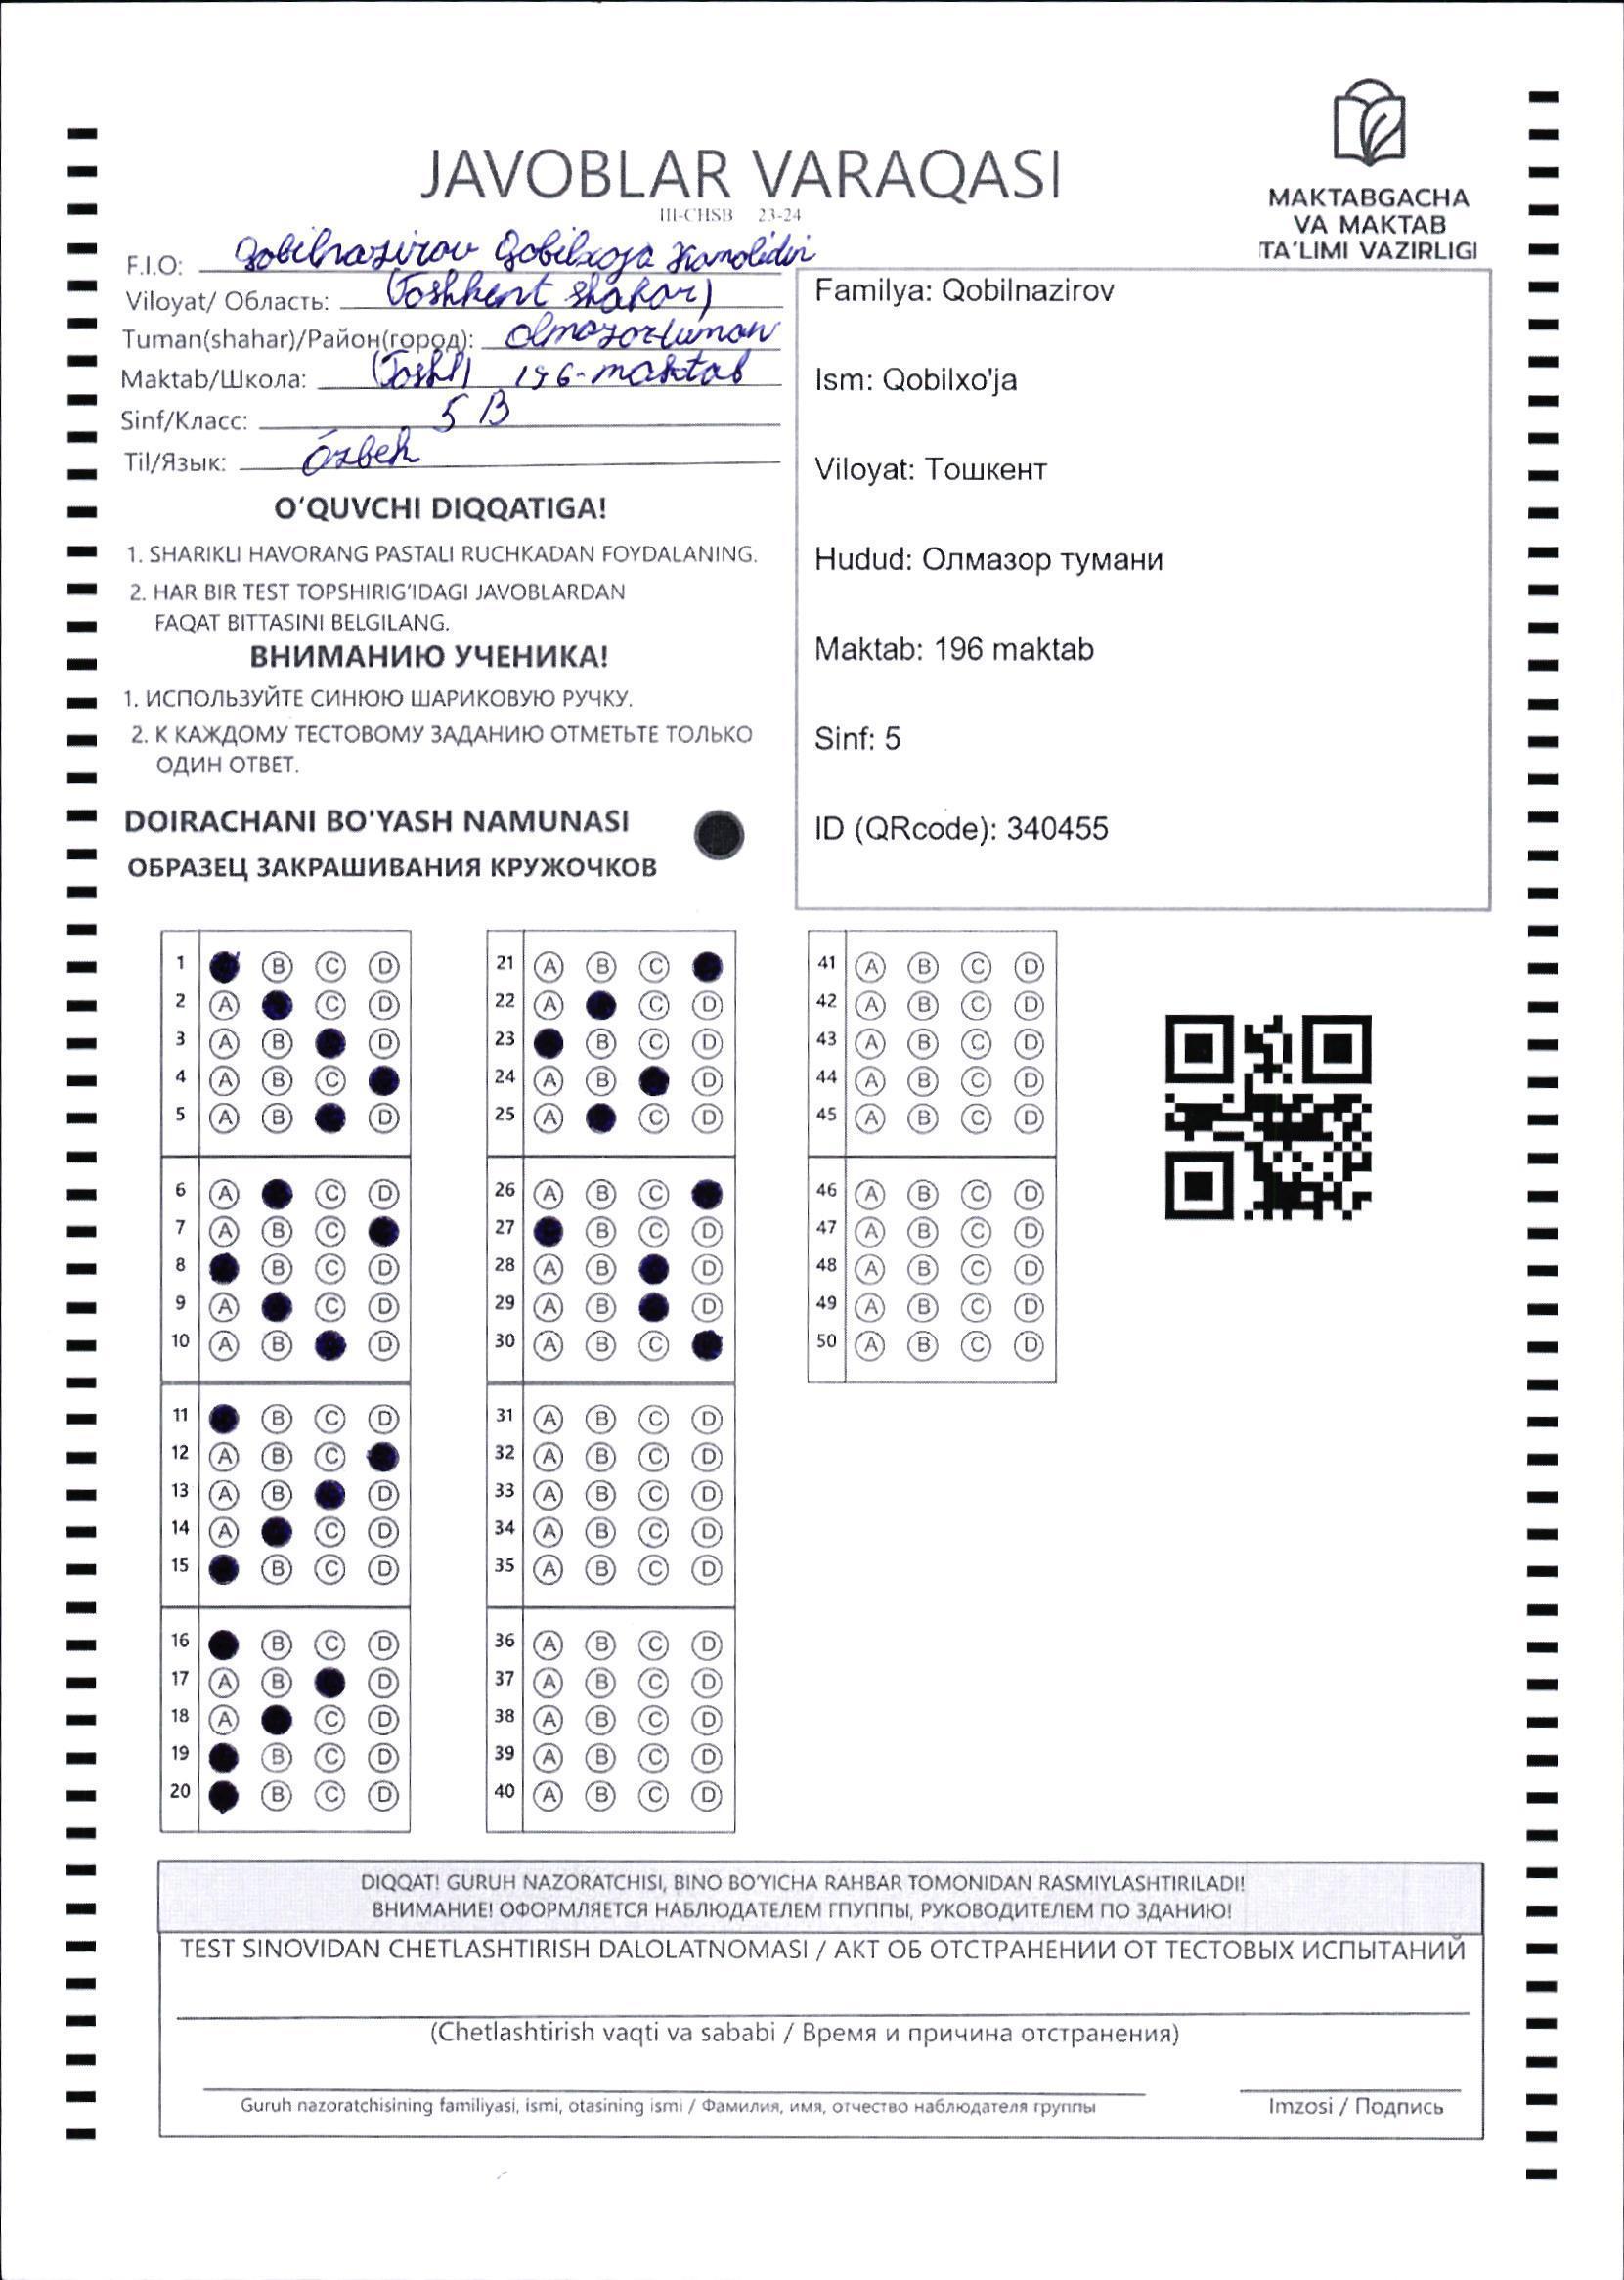 MAKTABGACHA
VA MAKTAB
TA'LIMI VAZIRLIGI
JAVOBLAR VARAQASI
III-CHSB 23-24
F.I.O: Qobilnazirov Qobilxoja Kamolidin
Viloyat/ Область: (Toshkent shahar)
Tuman(shahar)/Район(город): Olmazor tuman
Maktab/Школа: (Tosh) 196-maktab
Sinf/Класс: 5 B
Til/Язык: Ózbek
O‘QUVCHI DIQQATIGA!
1. SHARIKLI HAVORANG PASTALI RUCHKADAN FOYDALANING.
2. HAR BIR TEST TOPSHIRIG‘IDAGI JAVOBLARDAN
FAQAT BITTASINI BELGILANG.
ВНИМАНИЮ УЧЕНИКА!
1. ИСПОЛЬЗУЙТЕ СИНЮЮ ШАРИКОВУЮ РУЧКУ.
2. К КАЖДОМУ ТЕСТОВОМУ ЗАДАНИЮ ОТМЕТЬТЕ ТОЛЬКО
ОДИН ОТВЕТ.
DOIRACHANI BO'YASH NAMUNASI
ОБРАЗЕЦ ЗАКРАШИВАНИЯ КРУЖОЧКОВ
Familya: Qobilnazirov
Ism: Qobilxo'ja
Viloyat: Тошкент
Hudud: Олмазор тумани
Maktab: 196 maktab
Sinf: 5
ID (QRcode): 340455
1 B C D
2 A C D
3 A B D
4 A B C
5 A B D
6 A C D
7 A B C
8 B C D
9 A C D
10 A B D
11 B C D
12 A B C
13 A B D
14 A C D
15 B C D
16 B C D
17 A B D
18 A C D
19 B C D
20 B C D
21 A B C
22 A C D
23 B C D
24 A B D
25 A C D
26 A B C
27 B C D
28 A B D
29 A B D
30 A B C
31 A B C D
32 A B C D
33 A B C D
34 A B C D
35 A B C D
36 A B C D
37 A B C D
38 A B C D
39 A B C D
40 A B C D
41 A B C D
42 A B C D
43 A B C D
44 A B C D
45 A B C D
46 A B C D
47 A B C D
48 A B C D
49 A B C D
50 A B C D
DIQQAT! GURUH NAZORATCHISI, BINO BO‘YICHA RAHBAR TOMONIDAN RASMIYLASHTIRILADI!
ВНИМАНИЕ! ОФОРМЛЯЕТСЯ НАБЛЮДАТЕЛЕМ ГПУППЫ, РУКОВОДИТЕЛЕМ ПО ЗДАНИЮ!
TEST SINOVIDAN CHETLASHTIRISH DALOLATNOMASI / АКТ ОБ ОТСТРАНЕНИИ ОТ ТЕСТОВЫХ ИСПЫТАНИЙ
(Chetlashtirish vaqti va sababi / Время и причина отстранения)
Guruh nazoratchisining familiyasi, ismi, otasining ismi / Фамилия, имя, отчество наблюдателя группы
Imzosi / Подпись